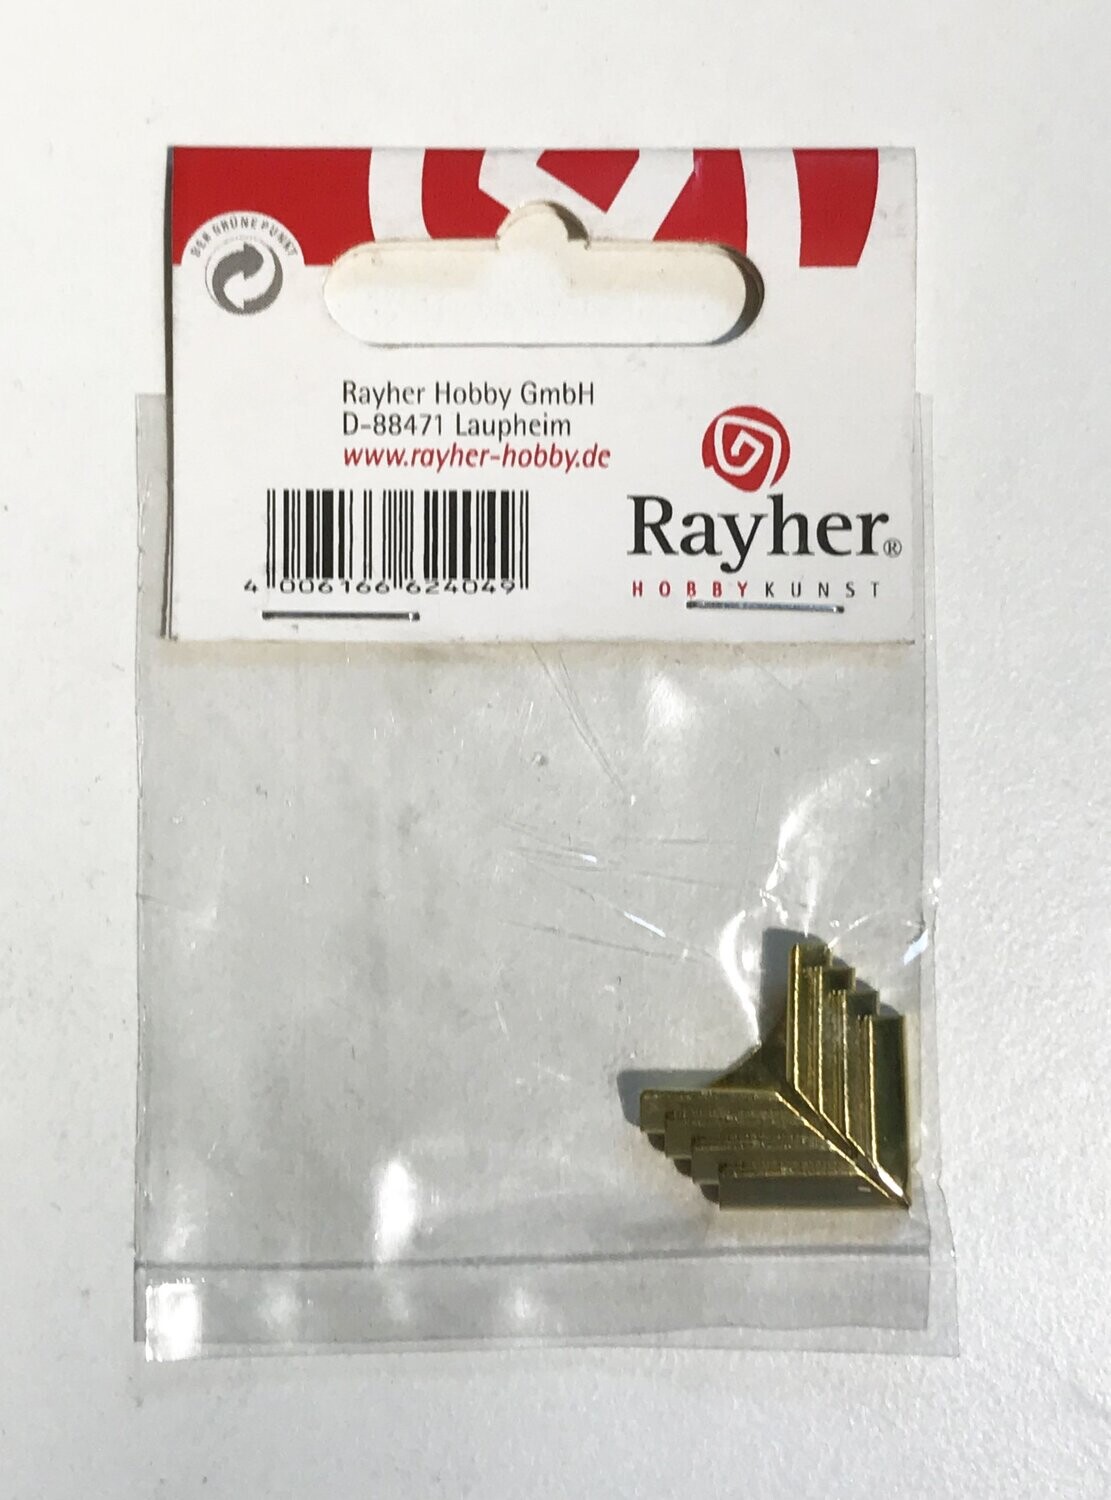 DER GRÜNE PUNKT
Rayher Hobby GmbH
D-88471 Laupheim
www.rayher-hobby.de
4 006166 624049
Rayher®
HOBBYKUNST